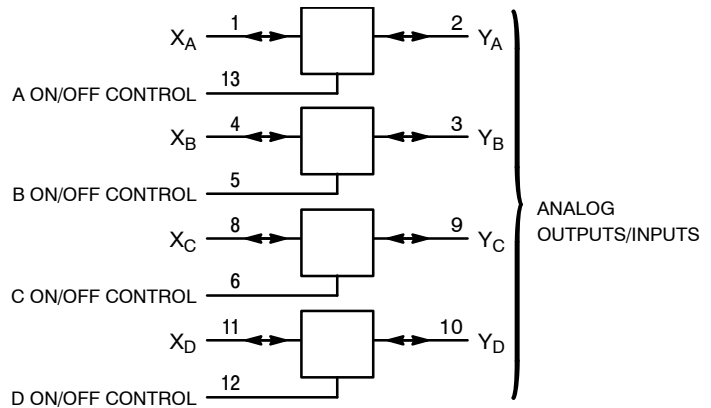 X_A 1 2 Y_A
A ON/OFF CONTROL 13
X_B 4 3 Y_B
B ON/OFF CONTROL 5
X_C 8 9 Y_C
C ON/OFF CONTROL 6
X_D 11 10 Y_D
D ON/OFF CONTROL 12
ANALOG
OUTPUTS/INPUTS